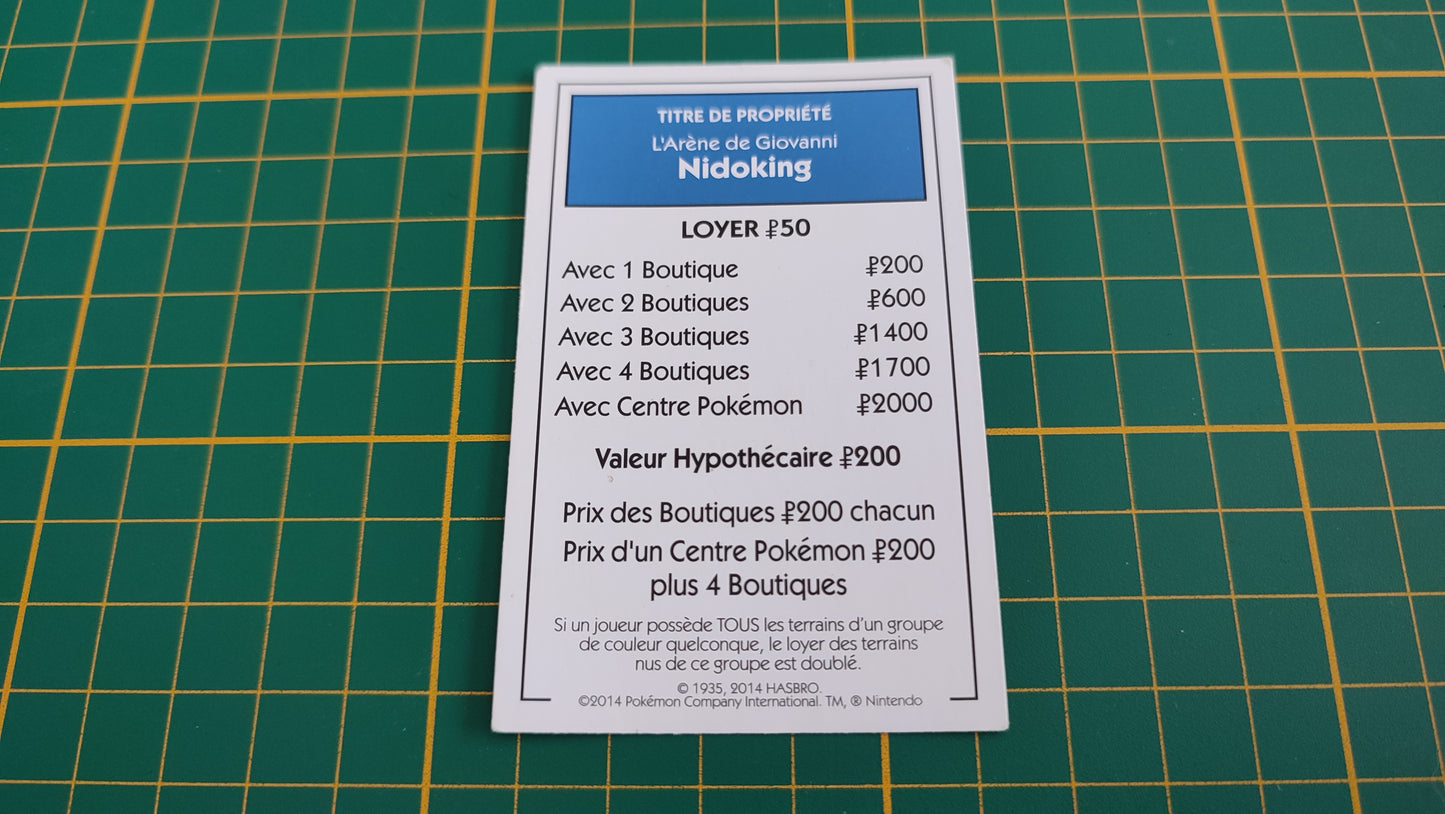 TITRE DE PROPRIÉTÉ
L'Arène de Giovanni
Nidoking
LOYER ₽50
Avec 1 Boutique ₽200
Avec 2 Boutiques ₽600
Avec 3 Boutiques ₽1400
Avec 4 Boutiques ₽1700
Avec Centre Pokémon ₽2000
Valeur Hypothécaire ₽200
Prix des Boutiques ₽200 chacun
Prix d'un Centre Pokémon ₽200
plus 4 Boutiques
Si un joueur possède TOUS les terrains d'un groupe
de couleur quelconque, le loyer des terrains
nus de ce groupe est doublé.
© 1935, 2014 HASBRO.
©2014 Pokémon Company International. TM, ® Nintendo